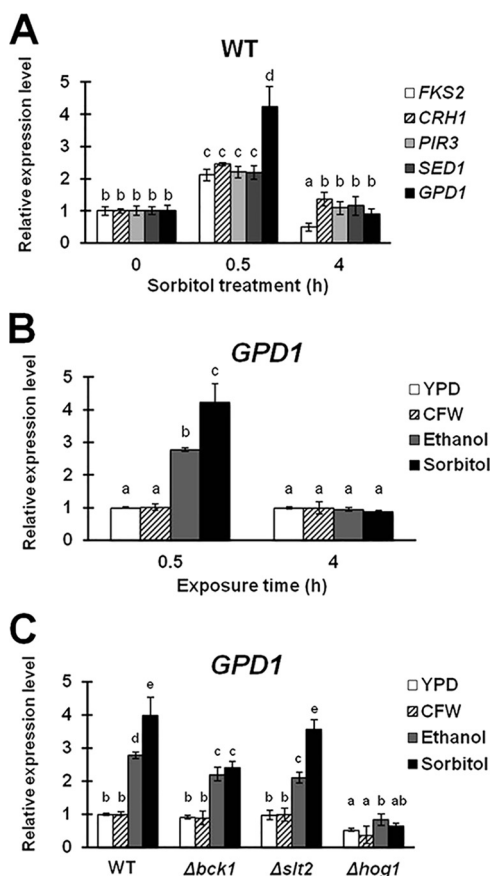 A
WT
Relative expression level
5
4
3
2
1
0
b b b b b
c c c c
d
a b b b b
0 0.5 4
Sorbitol treatment (h)
FKS2
CRH1
PIR3
SED1
GPD1
B
GPD1
Relative expression level
5
4
3
2
1
0
a a b c
a a a a
0.5 4
Exposure time (h)
YPD
CFW
Ethanol
Sorbitol
C
GPD1
Relative expression level
5
4
3
2
1
0
b b d e
b b c c
b b c e
a a b ab
WT Δbck1 Δslt2 Δhog1
YPD
CFW
Ethanol
Sorbitol